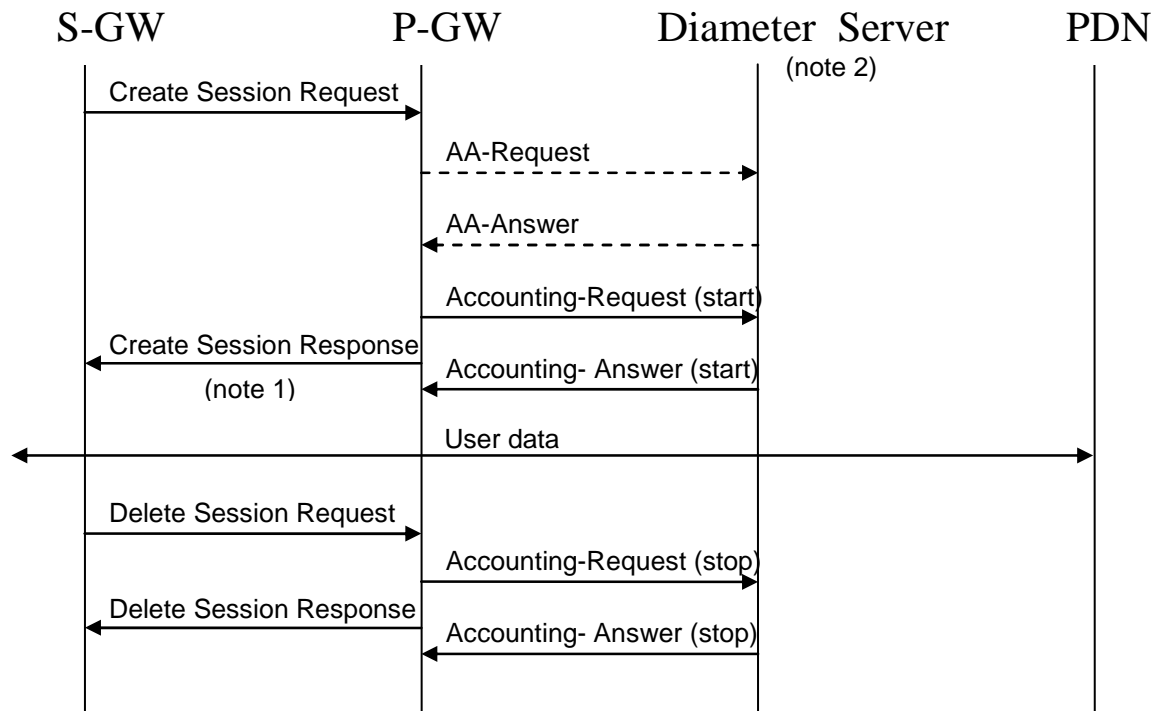 S-GW P-GW Diameter Server PDN
(note 2)
Create Session Request
AA-Request
AA-Answer
Accounting-Request (start)
Create Session Response
Accounting- Answer (start)
(note 1)
User data
Delete Session Request
Accounting-Request (stop)
Delete Session Response
Accounting- Answer (stop)